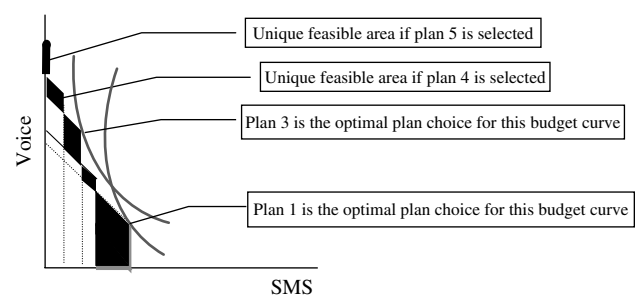 Unique feasible area if plan 5 is selected
Unique feasible area if plan 4 is selected
Plan 3 is the optimal plan choice for this budget curve
Voice
Plan 1 is the optimal plan choice for this budget curve
SMS